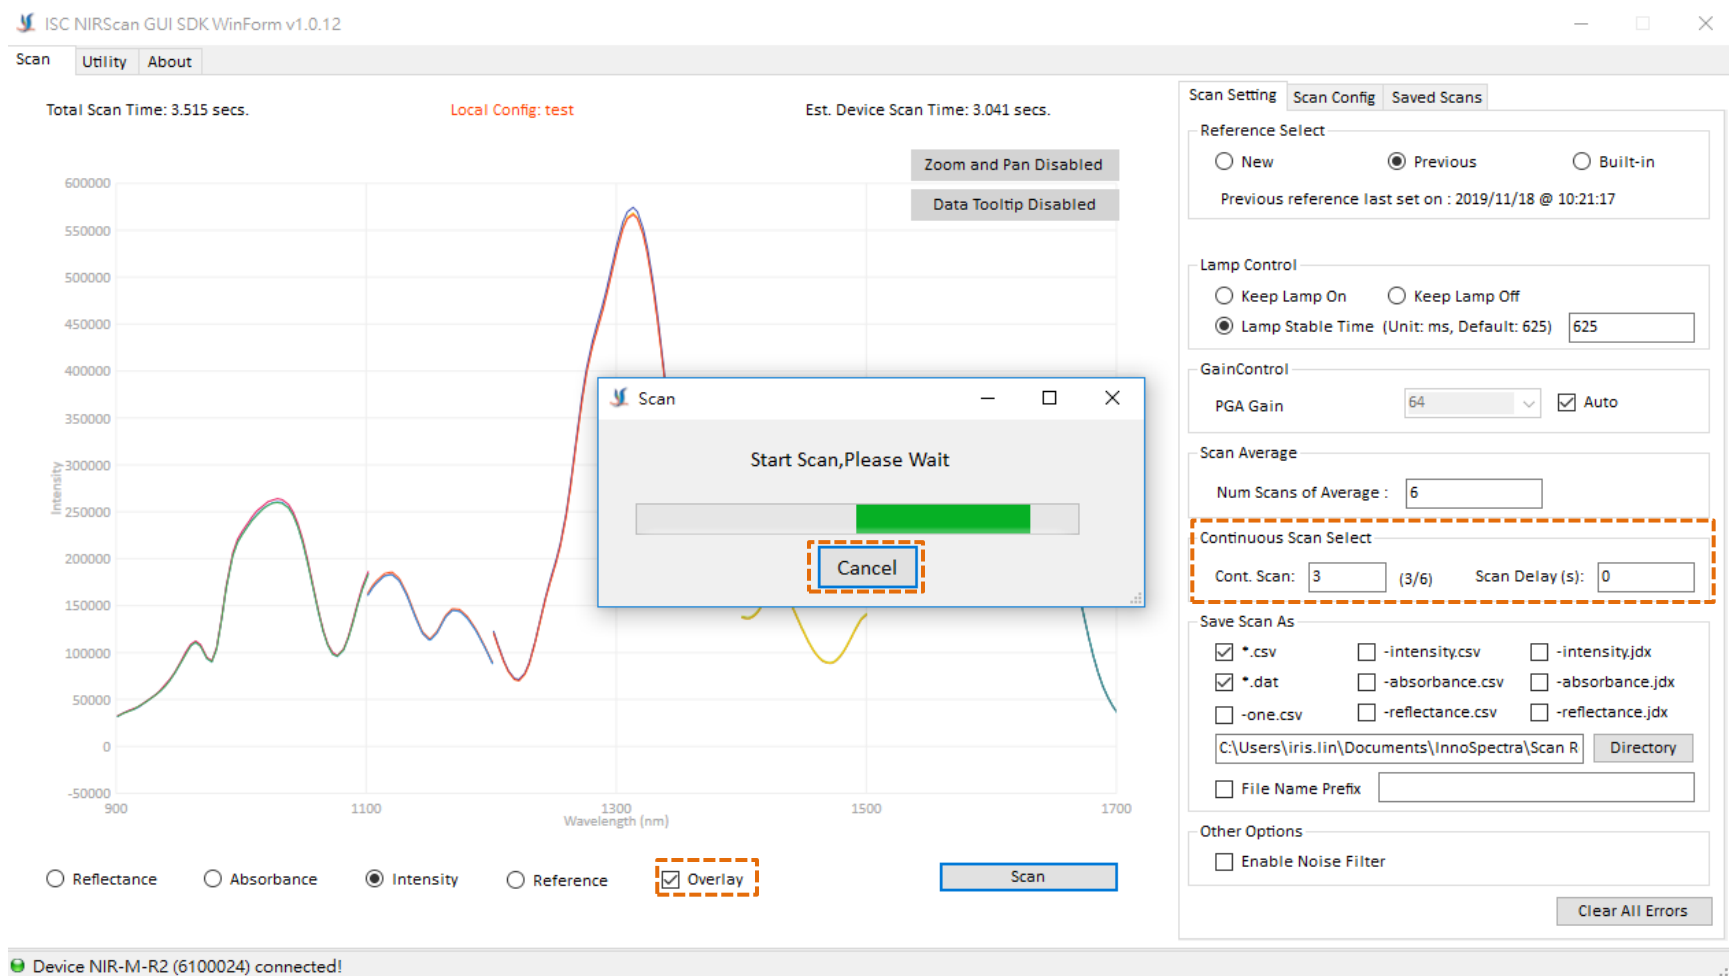 ISC NIRScan GUI SDK WinForm v1.0.12
Scan Utility About
Total Scan Time: 3.515 secs.
Local Config: test
Est. Device Scan Time: 3.041 secs.
Zoom and Pan Disabled
Data Tooltip Disabled
600000
550000
500000
450000
400000
350000
300000
250000
200000
150000
100000
50000
0
-50000
Intensity
900 1100 1300 1500 1700
Wavelength (nm)
Scan
Start Scan,Please Wait
Cancel
Reflectance Absorbance Intensity Reference Overlay
Scan
Scan Setting Scan Config Saved Scans
Reference Select
New Previous Built-in
Previous reference last set on : 2019/11/18 @ 10:21:17
Lamp Control
Keep Lamp On Keep Lamp Off
Lamp Stable Time (Unit: ms, Default: 625) 625
GainControl
PGA Gain 64 Auto
Scan Average
Num Scans of Average : 6
Continuous Scan Select
Cont. Scan: 3 (3/6) Scan Delay (s): 0
Save Scan As
*.csv -intensity.csv -intensity.jdx
*.dat -absorbance.csv -absorbance.jdx
-one.csv -reflectance.csv -reflectance.jdx
C:\Users\iris.lin\Documents\InnoSpectra\Scan R Directory
File Name Prefix
Other Options
Enable Noise Filter
Clear All Errors
Device NIR-M-R2 (6100024) connected!